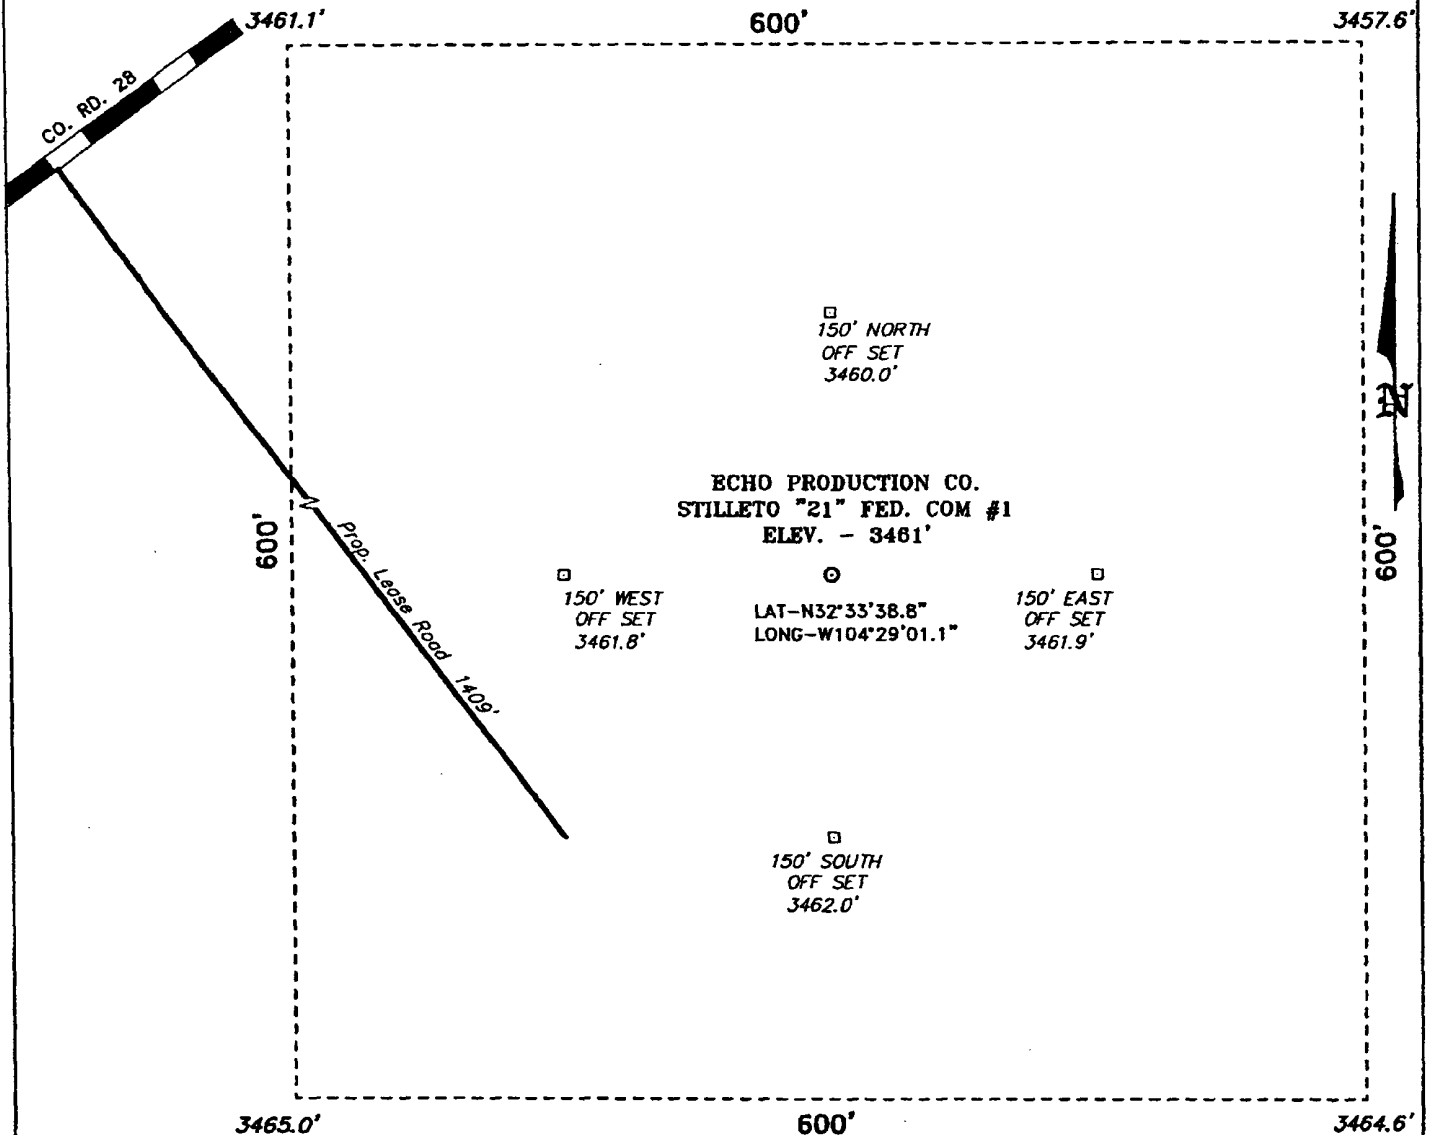 3461.1'
600'
3457.6'
CO. RD. 28
150' NORTH
OFF SET
3460.0'
N
ECHO PRODUCTION CO.
STILLETO "21" FED. COM #1
ELEV. - 3461'
600'
600'
Prop. Lease Road 1409'
150' WEST
OFF SET
3461.8'
LAT-N32°33'38.8"
LONG-W104°29'01.1"
150' EAST
OFF SET
3461.9'
150' SOUTH
OFF SET
3462.0'
3465.0'
600'
3464.6'